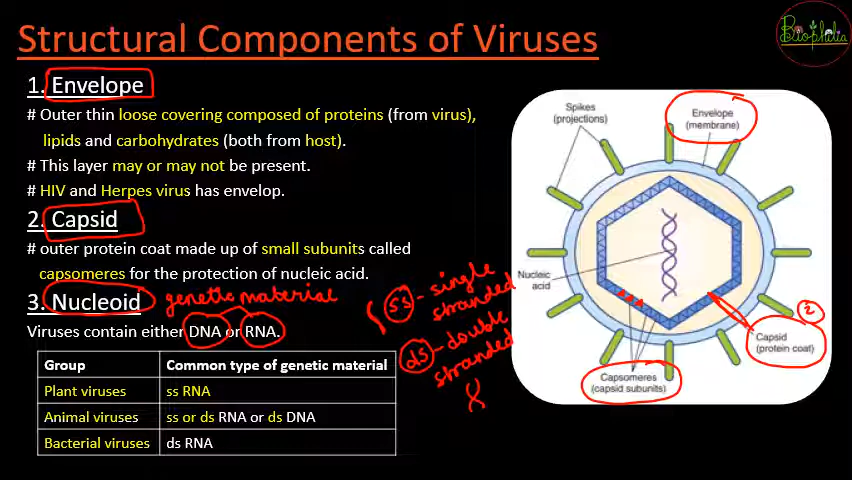 Structural Components of Viruses
Biophilia
1. Envelope
# Outer thin loose covering composed of proteins (from virus),
lipids and carbohydrates (both from host).
# This layer may or may not be present.
# HIV and Herpes virus has envelop.
2. Capsid
# outer protein coat made up of small subunits called
capsomeres for the protection of nucleic acid.
3. Nucleoid
genetic material
Viruses contain either DNA or RNA.
Group Common type of genetic material
Plant viruses ss RNA
Animal viruses ss or ds RNA or ds DNA
Bacterial viruses ds RNA
ss - single
stranded
ds - double
stranded
Spikes
(projections)
Envelope
(membrane)
Nucleic
acid
2
Capsid
(protein coat)
Capsomeres
(capsid subunits)